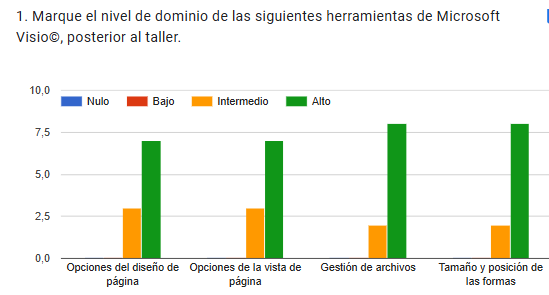 1. Marque el nivel de dominio de las siguientes herramientas de Microsoft
Visio©, posterior al taller.
10,0
Nulo Bajo Intermedio Alto
7,5
5,0
2,5
0,0
Opciones del diseño de página
Opciones de la vista de página
Gestión de archivos
Tamaño y posición de las formas